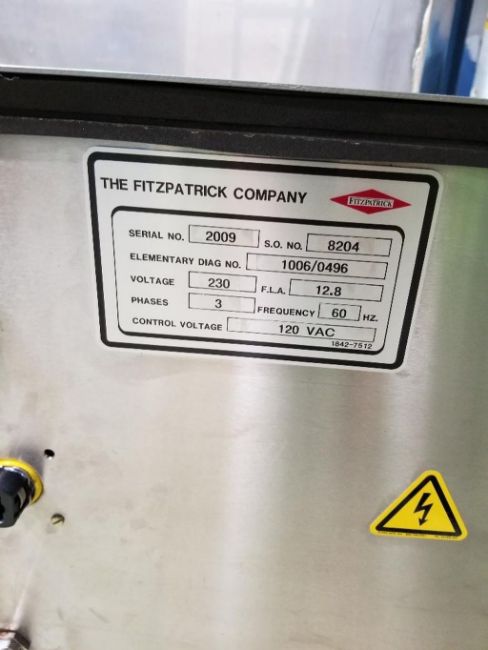 THE FITZPATRICK COMPANY FITZPATRICK
SERIAL NO. 2009 S.O. NO. 8204
ELEMENTARY DIAG NO. 1006/0496
VOLTAGE 230 F.L.A. 12.8
PHASES 3 FREQUENCY 60 HZ.
CONTROL VOLTAGE 120 VAC
1842-7512